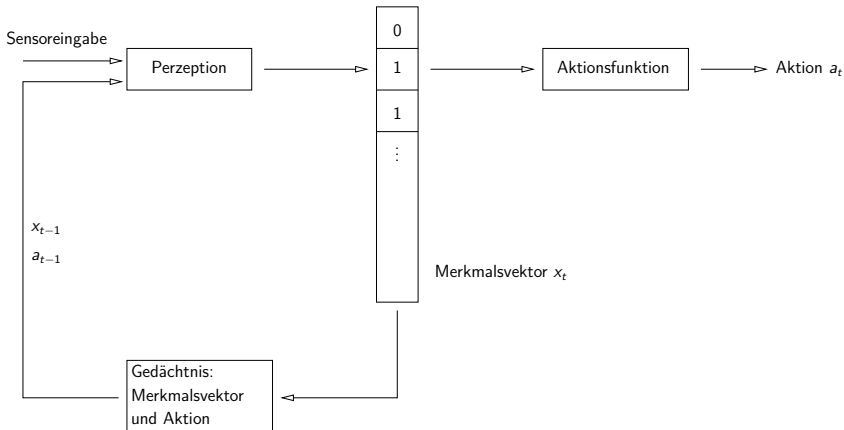 Sensoreingabe
Perzeption
0
1
1
⋮
Aktionsfunktion
Aktion a_t
x_{t−1}
a_{t−1}
Merkmalsvektor x_t
Gedächtnis:
Merkmalsvektor
und Aktion